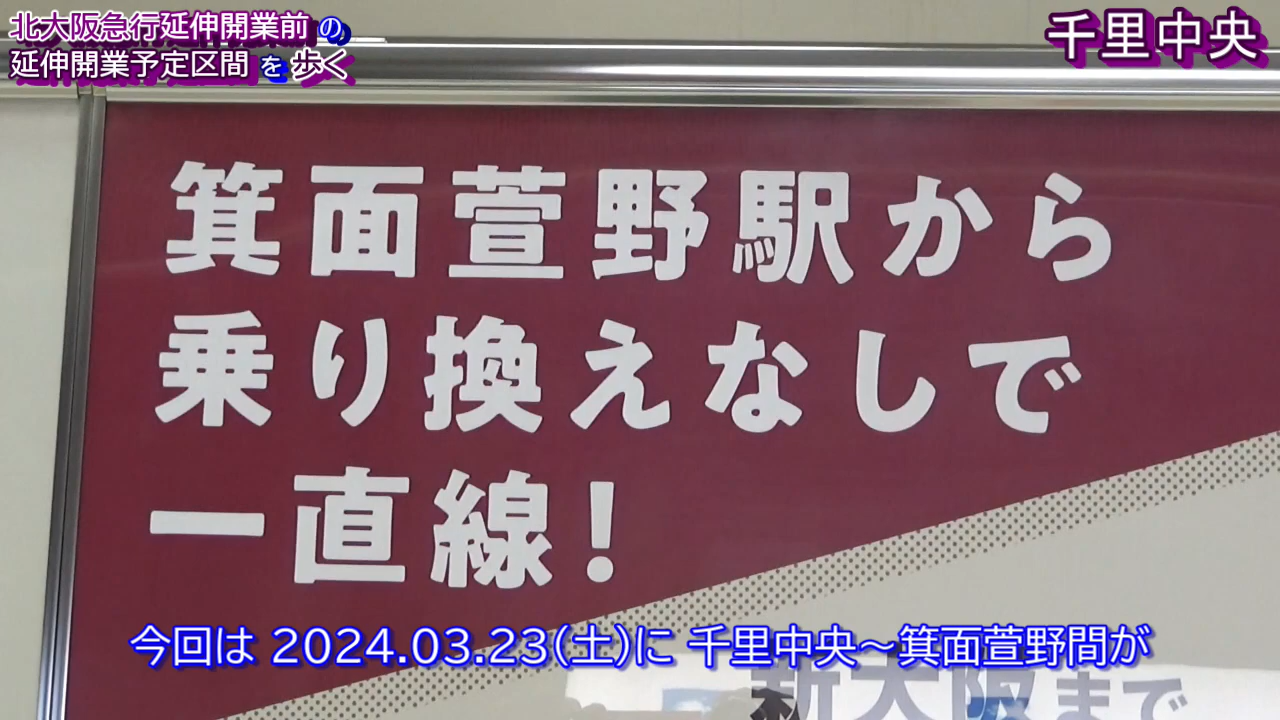 北大阪急行延伸開業前 の
延伸開業予定区間 を 歩く
千里中央
箕面萱野駅から
乗り換えなしで
一直線！
今回は 2024.03.23(土)に 千里中央～箕面萱野間が
新大阪まで